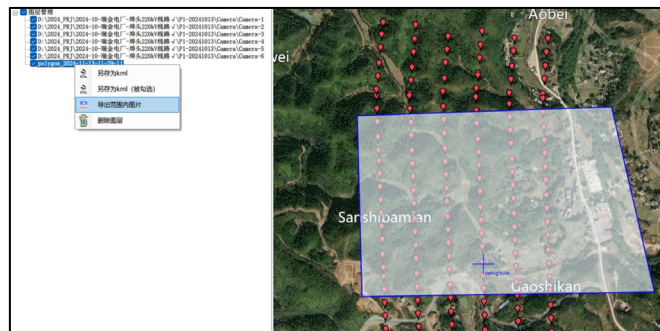 图层管理
D:\2024_PRJ\2024-10-瑞金电厂-埠头220kV线路√\P1-20241013\Camera\Camera-1
D:\2024_PRJ\2024-10-瑞金电厂-埠头220kV线路√\P1-20241013\Camera\Camera-2
D:\2024_PRJ\2024-10-瑞金电厂-埠头220kV线路√\P1-20241013\Camera\Camera-3
D:\2024_PRJ\2024-10-瑞金电厂-埠头220kV线路√\P1-20241013\Camera\Camera-4
D:\2024_PRJ\2024-10-瑞金电厂-埠头220kV线路√\P1-20241013\Camera\Camera-5
D:\2024_PRJ\2024-10-瑞金电厂-埠头220kV线路√\P1-20241013\Camera\Camera-6
另存为kml
另存为kml（被勾选）
导出范围内图片
删除图层
Aobei
wei
Sanshibamian
Gaoshikan